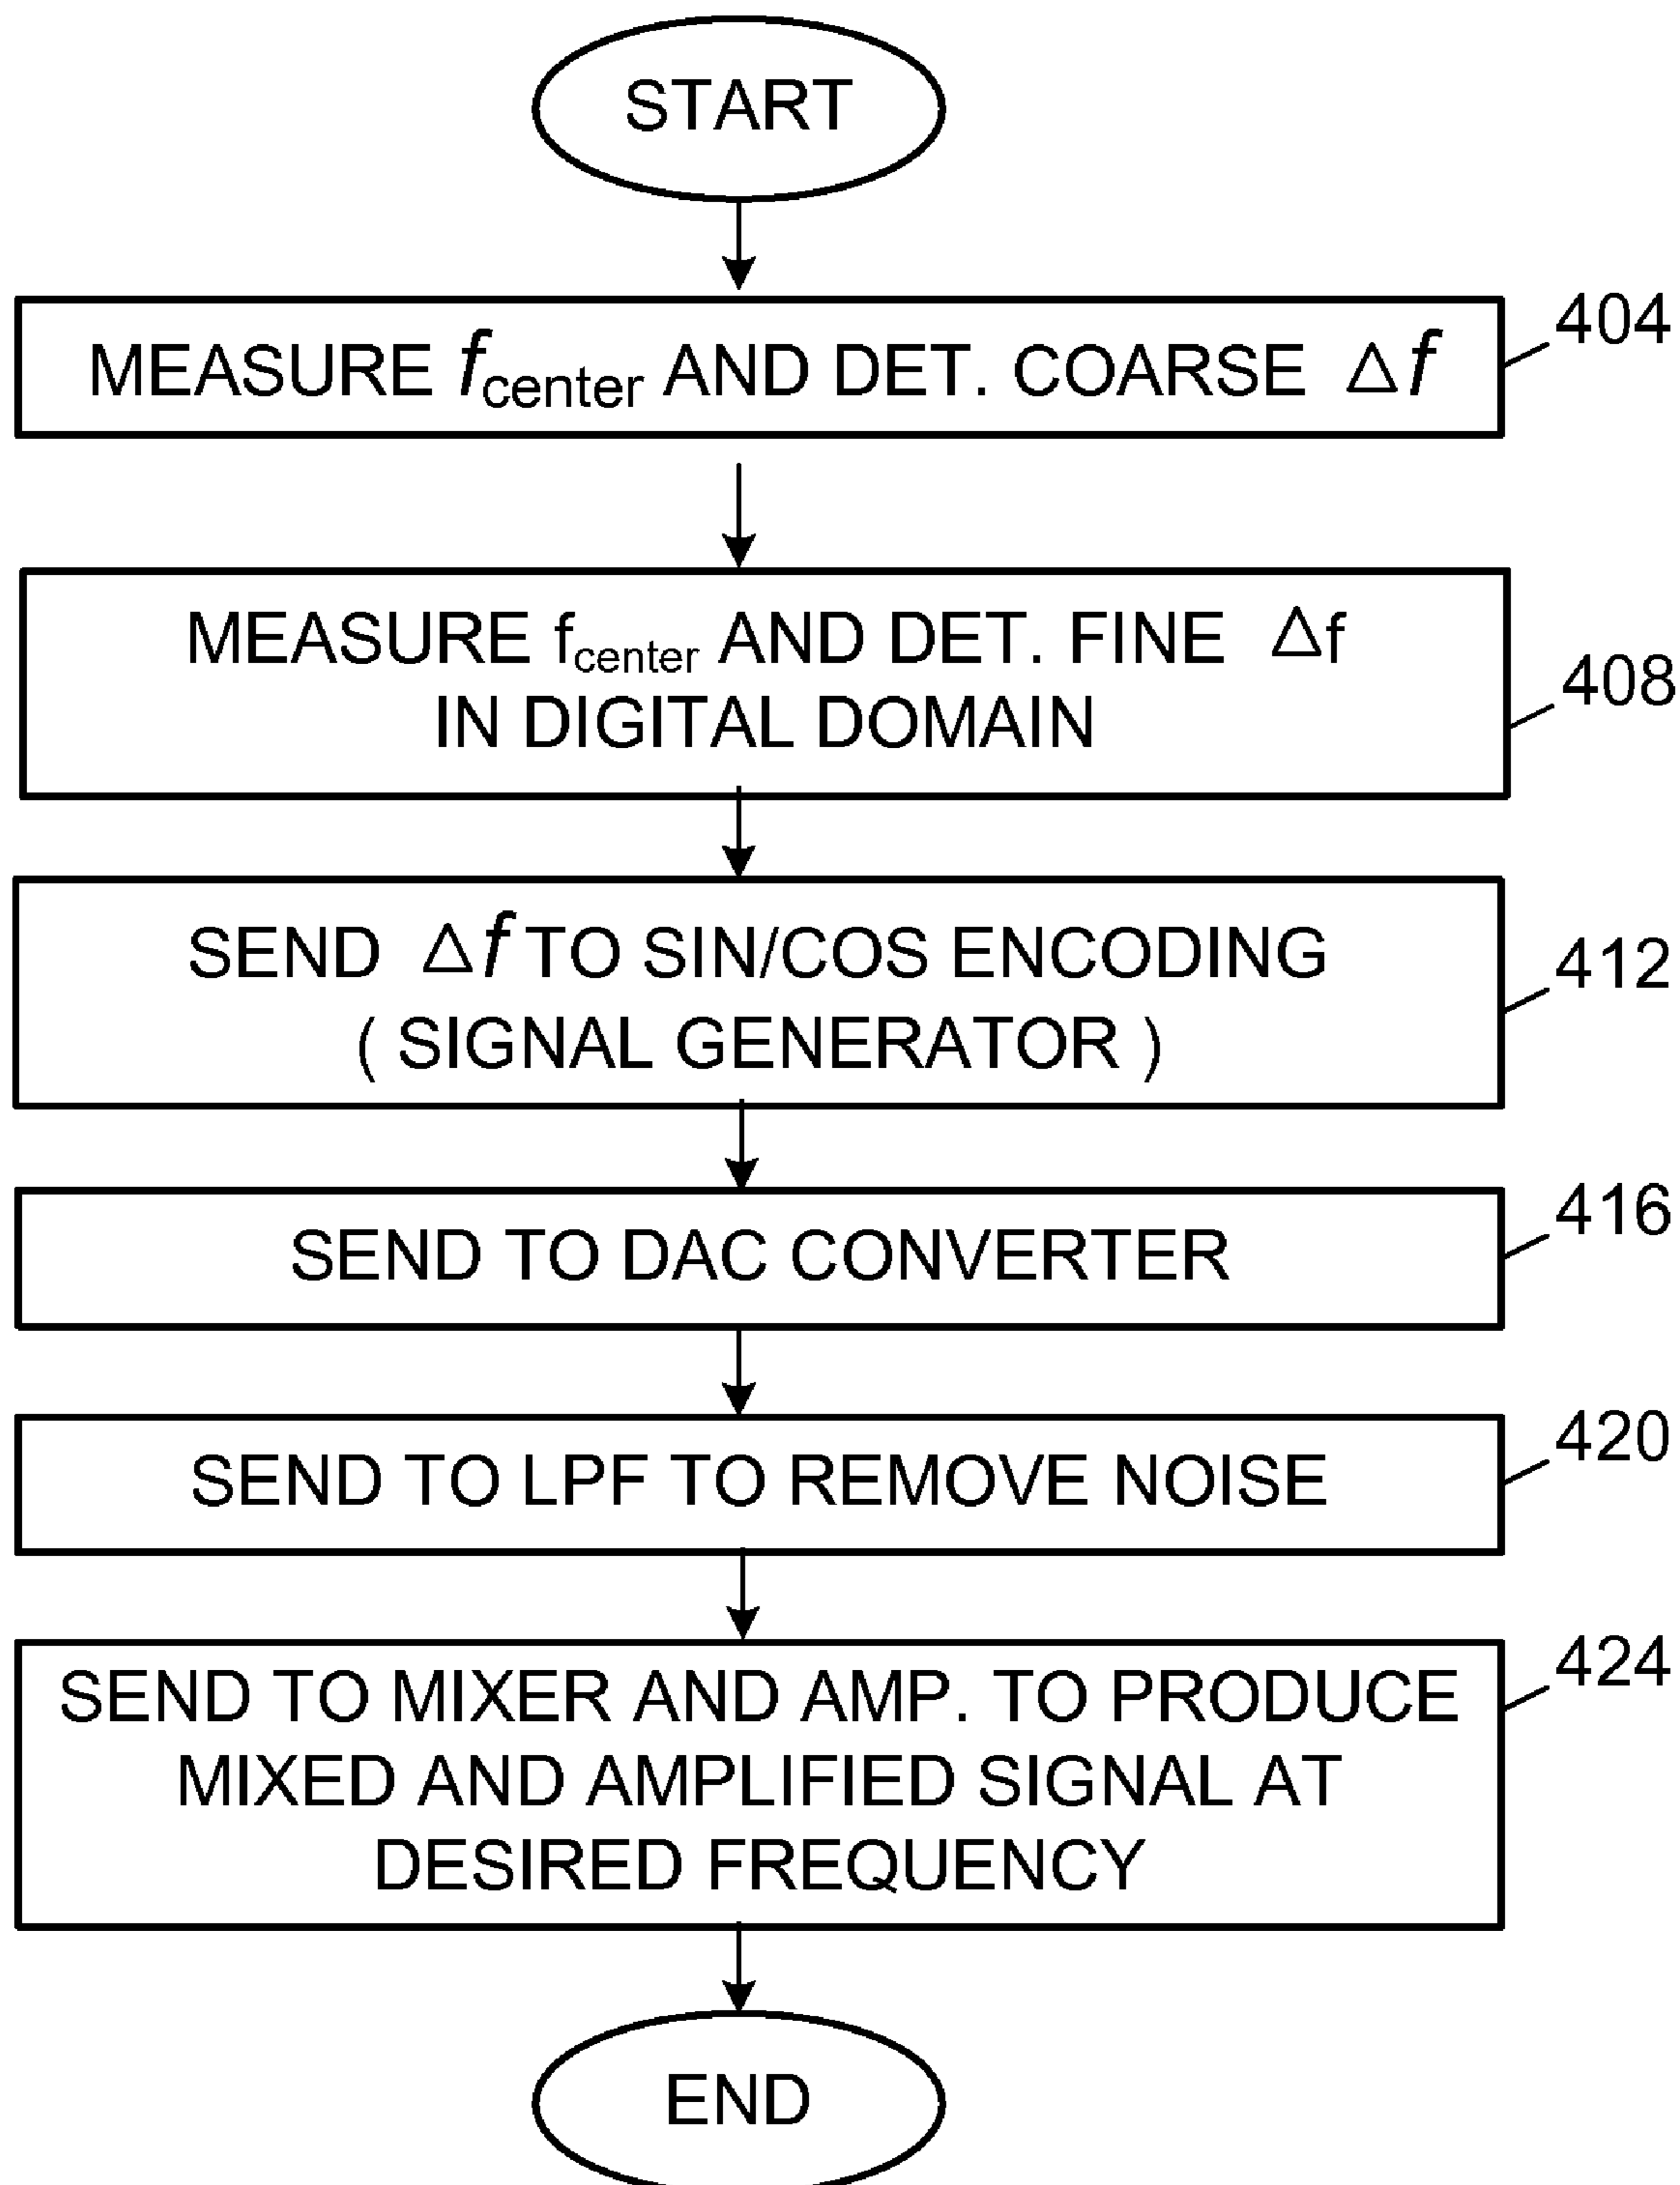 START
404
MEASURE fcenter AND DET. COARSE Δf
MEASURE fcenter AND DET. FINE Δf
408
IN DIGITAL DOMAIN
SEND Δf TO SIN/COS ENCODING
412
( SIGNAL GENERATOR )
416
SEND TO DAC CONVERTER
420
SEND TO LPF TO REMOVE NOISE
424
SEND TO MIXER AND AMP. TO PRODUCE
MIXED AND AMPLIFIED SIGNAL AT
DESIRED FREQUENCY
END